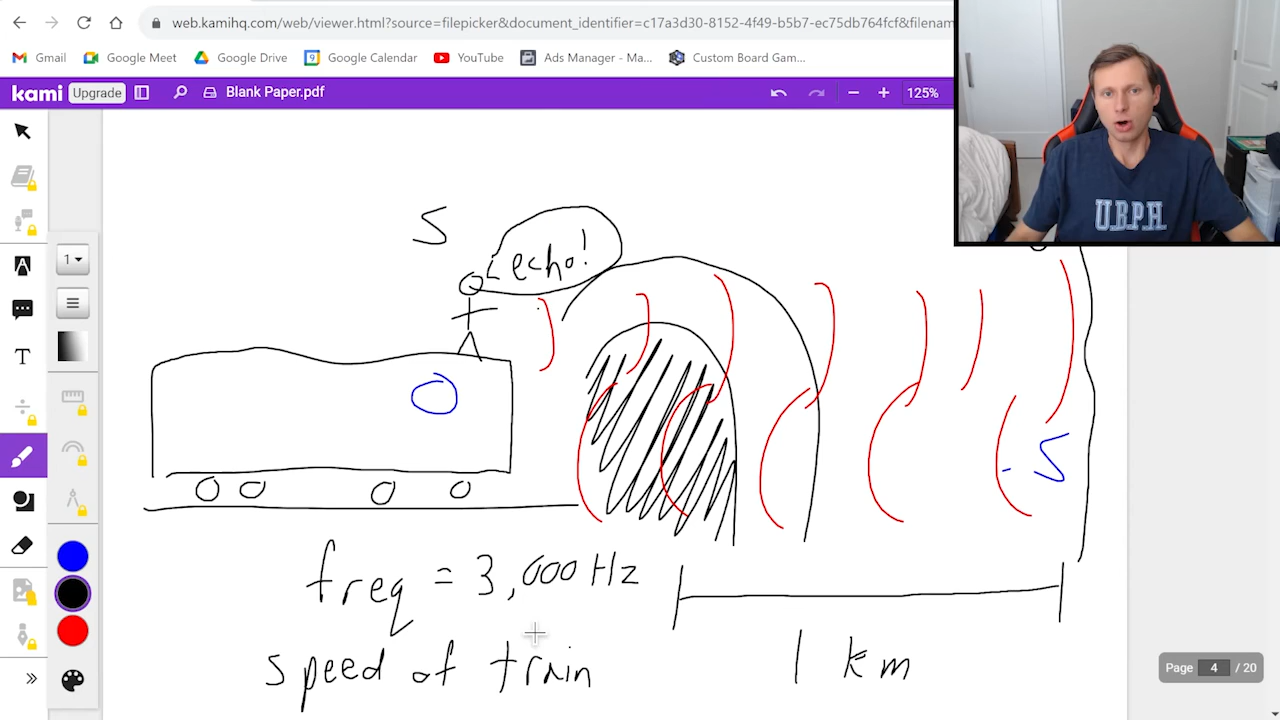 web.kamihq.com/web/viewer.html?source=filepicker&document_identifier=c17a3d30-8152-4f49-b5b7-ec75db764fcf&filenam
Gmail Google Meet Google Drive Google Calendar YouTube Ads Manager - Ma... Custom Board Gam...
kami Upgrade Blank Paper.pdf 125%
U.B.P.H.
S
echo!
1
T
O
S
freq = 3,000 Hz
speed of train
1 km
Page 4 / 20